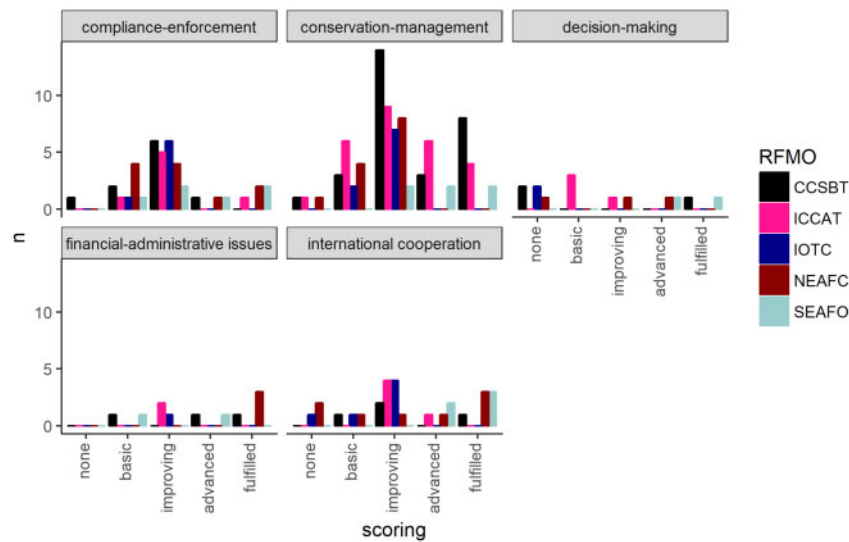 compliance-enforcement
conservation-management
decision-making
10
5
0
n
financial-administrative issues
international cooperation
none
basic
improving
advanced
fulfilled
10
5
0
none
basic
improving
advanced
fulfilled
none
basic
improving
advanced
fulfilled
scoring
RFMO
CCSBT
ICCAT
IOTC
NEAFC
SEAFO